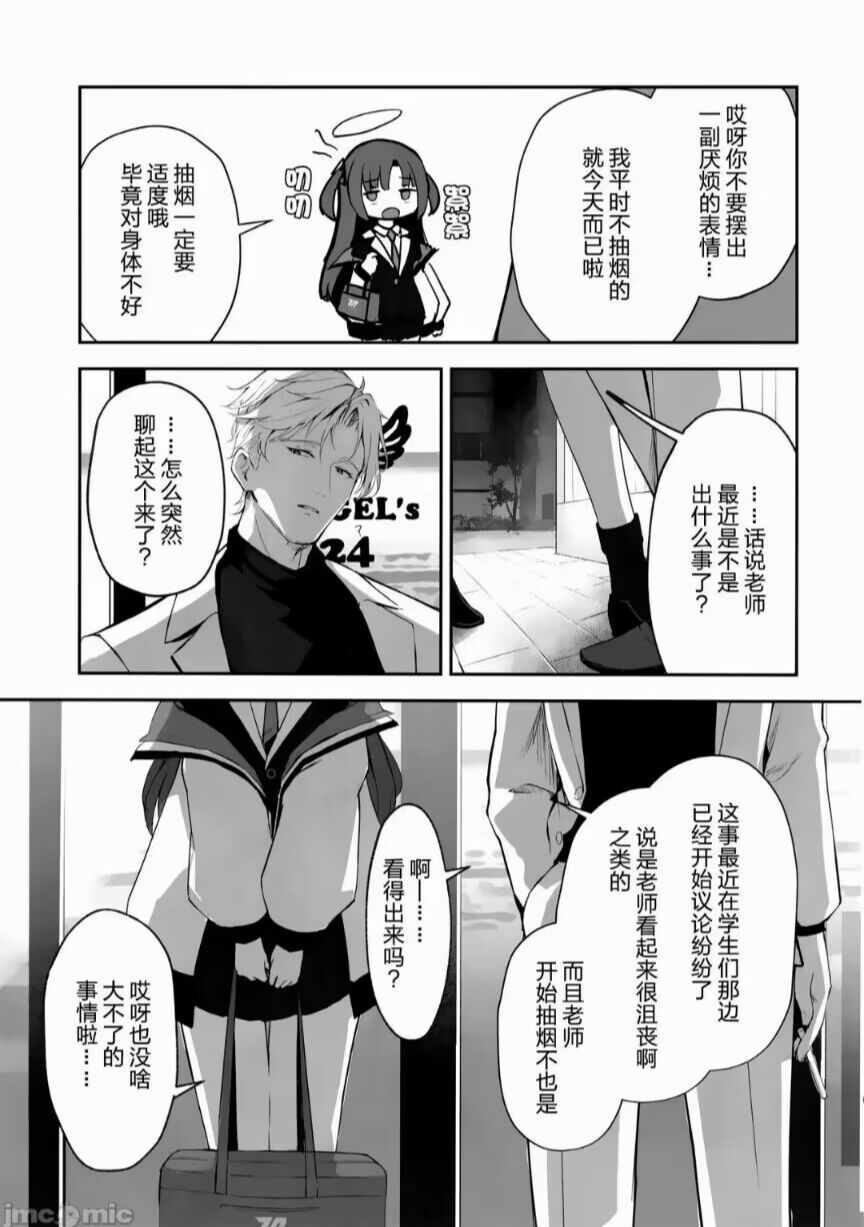 哎呀你不要摆出
一副厌烦的表情…
我平时不抽烟的
就今天而已啦
絮絮
叨叨
抽烟一定要
适度哦
毕竟对身体不好
……话说老师
最近是不是
出什么事了？
GEL's
24
……怎么突然
聊起这个来了？
这事最近在学生们那边
已经开始议论纷纷了
说是老师看起来很沮丧啊
之类的
而且老师
开始抽烟不也是
啊—……
看得出来吗？
哎呀也没啥
大不了的
事情啦……
jmcomic